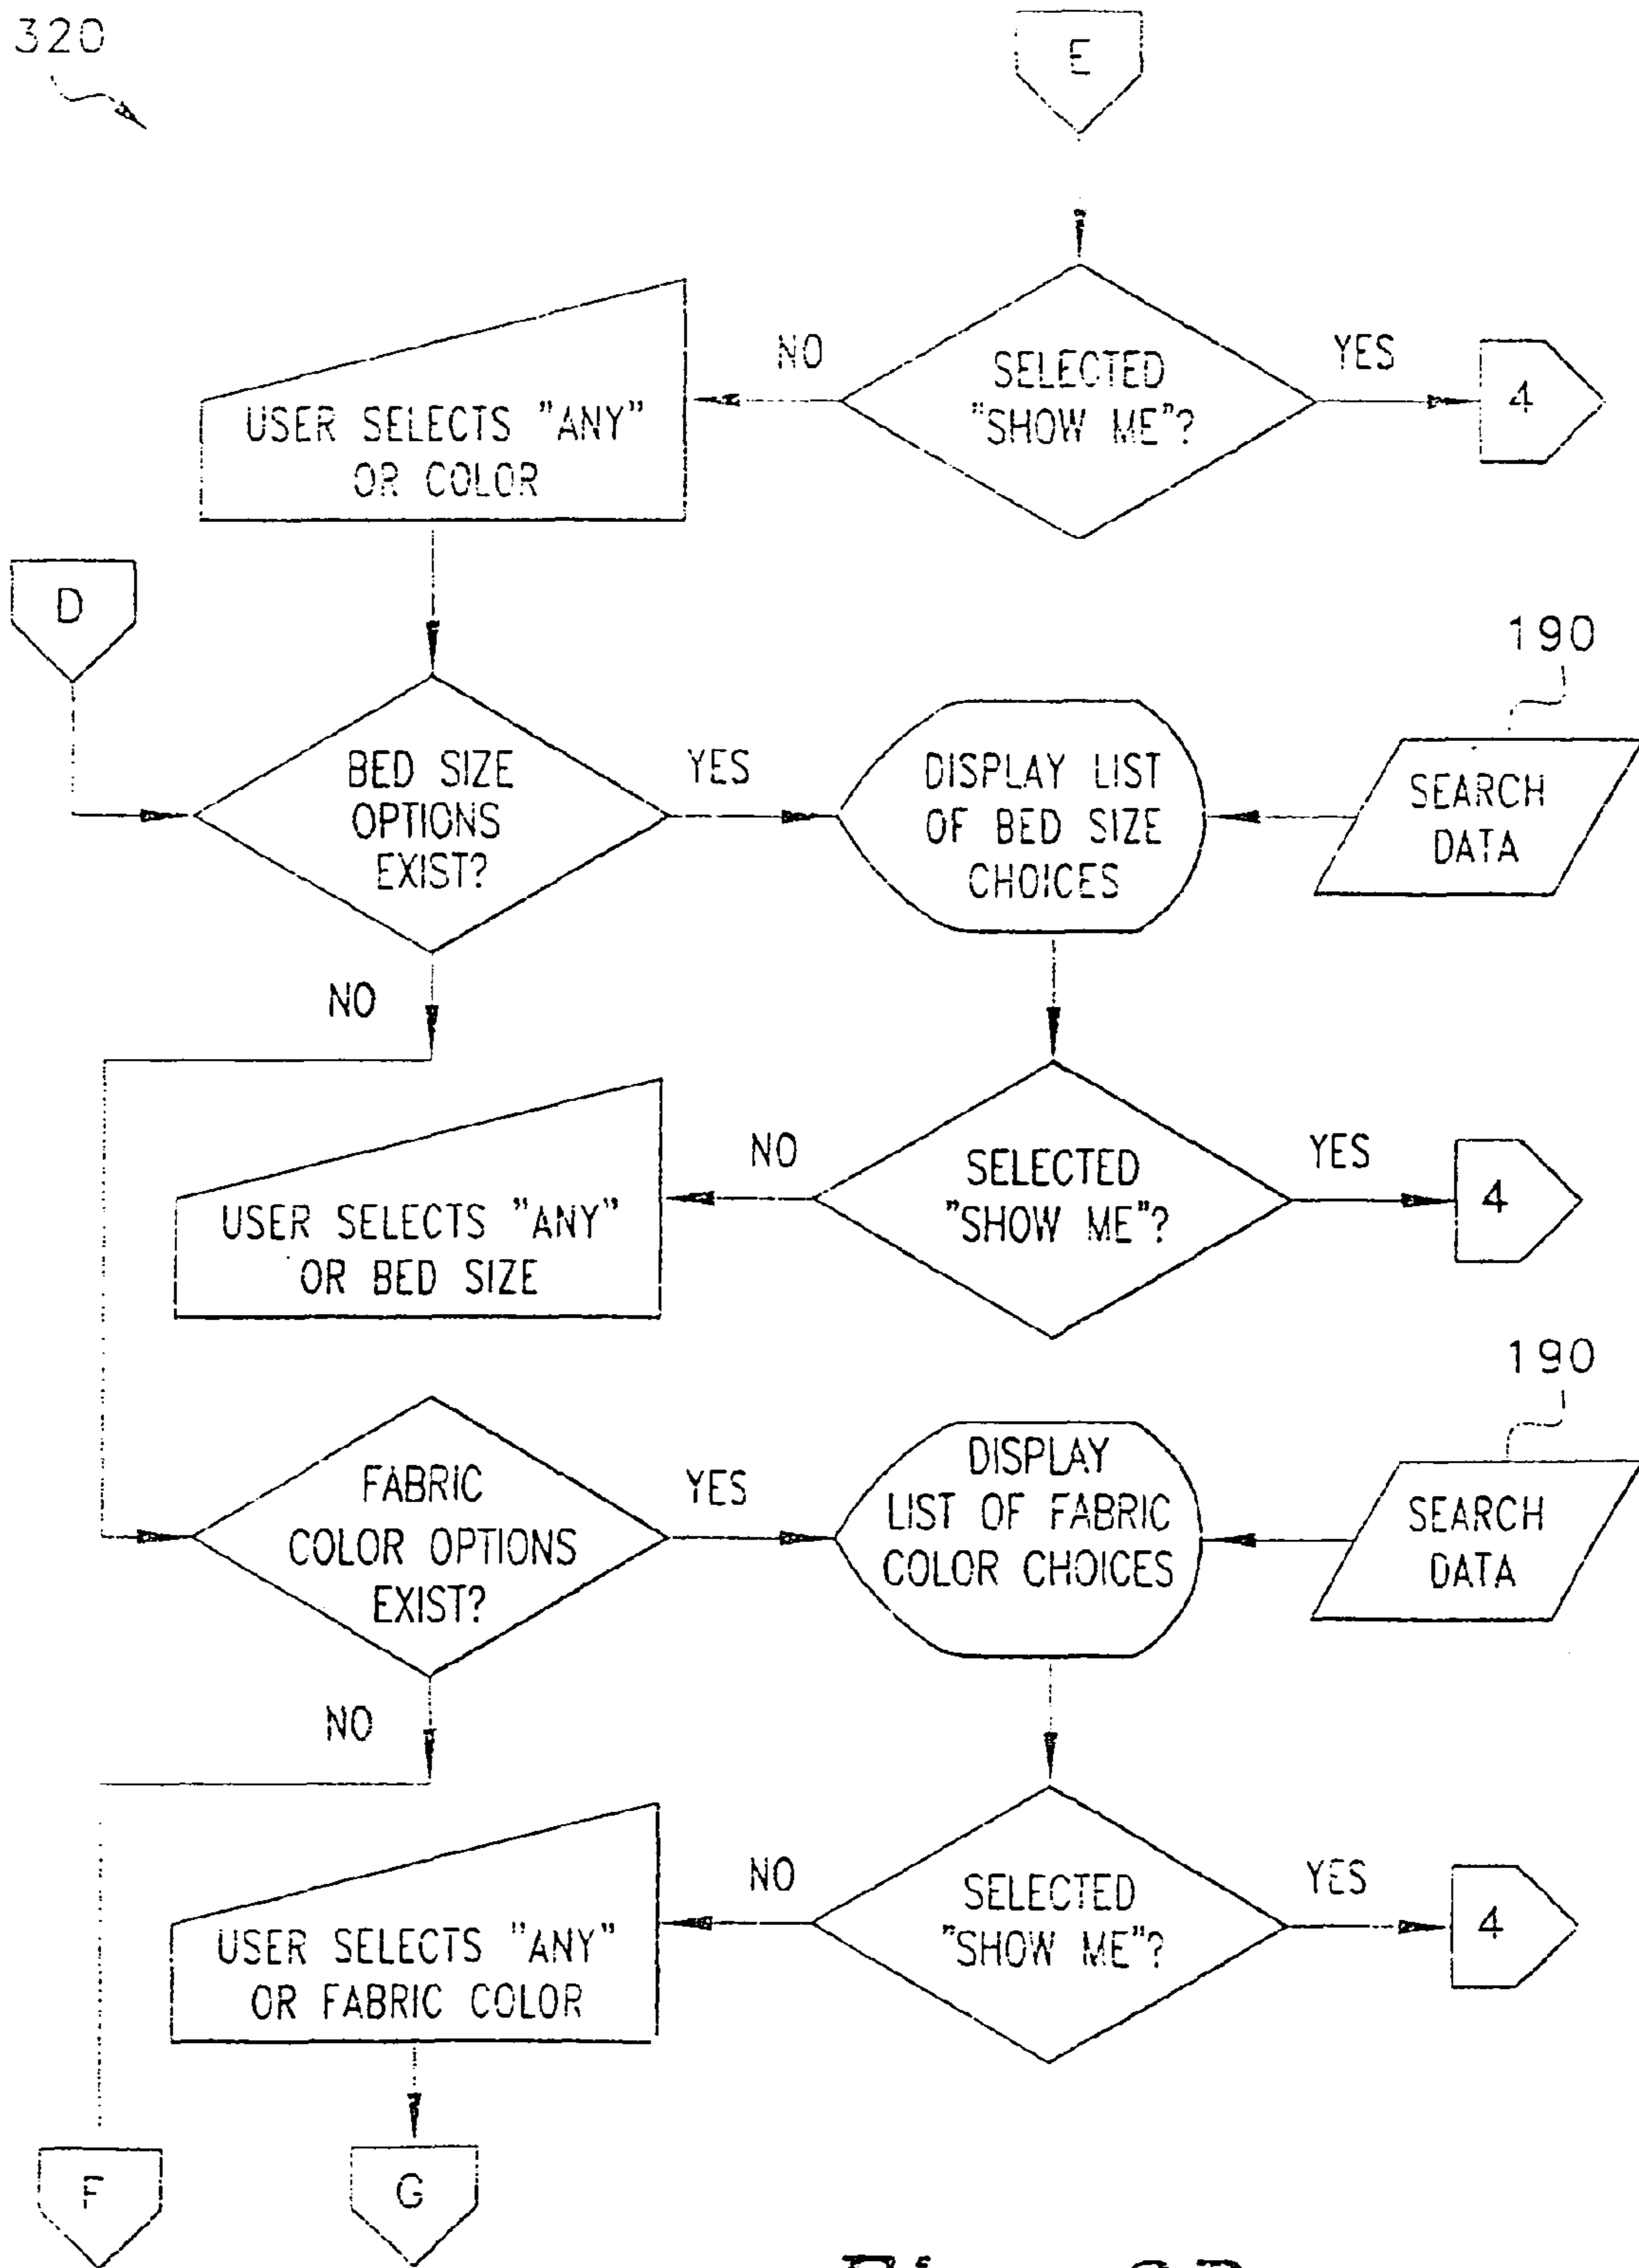 320
E
NO
SELECTED
"SHOW ME"?
YES
4
USER SELECTS "ANY"
OR COLOR
D
190
BED SIZE
OPTIONS
EXIST?
YES
DISPLAY LIST
OF BED SIZE
CHOICES
SEARCH
DATA
NO
NO
SELECTED
"SHOW ME"?
YES
4
USER SELECTS "ANY"
OR BED SIZE
190
FABRIC
COLOR OPTIONS
EXIST?
YES
DISPLAY
LIST OF FABRIC
COLOR CHOICES
SEARCH
DATA
NO
NO
SELECTED
"SHOW ME"?
YES
4
USER SELECTS "ANY"
OR FABRIC COLOR
F
G